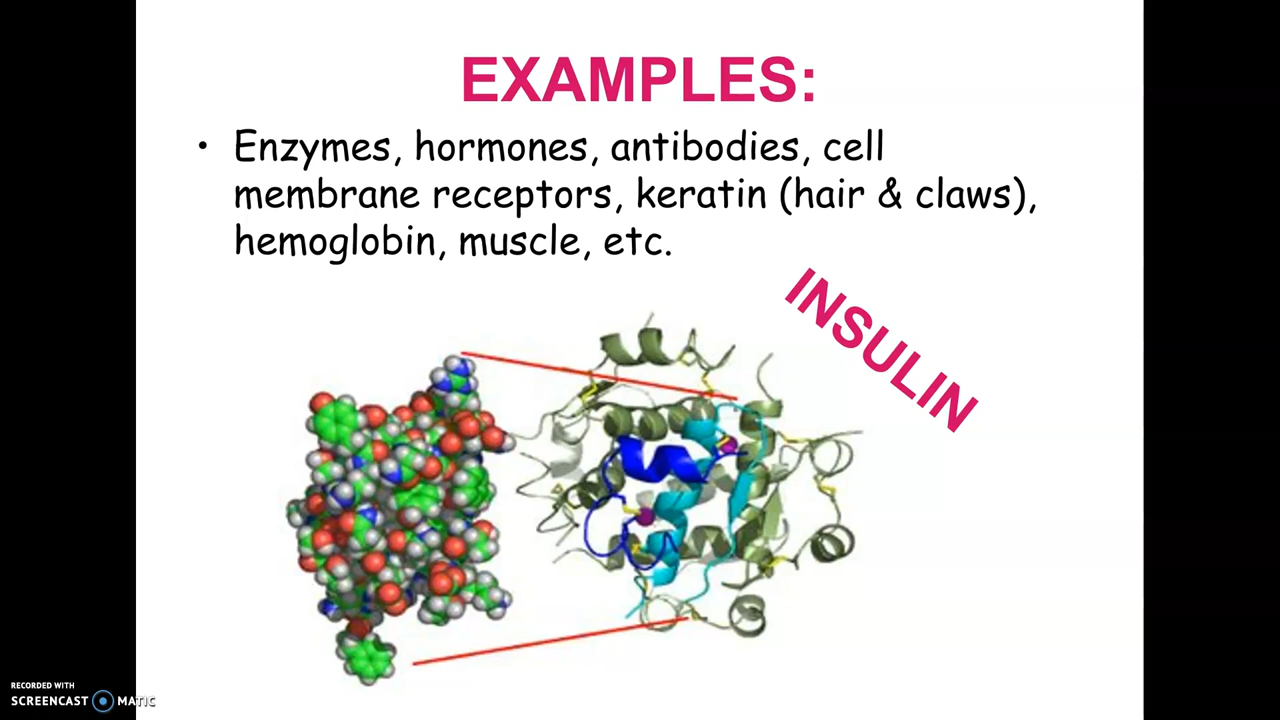 EXAMPLES:
• Enzymes, hormones, antibodies, cell
membrane receptors, keratin (hair & claws),
hemoglobin, muscle, etc.
INSULIN
RECORDED WITH
SCREENCAST MATIC